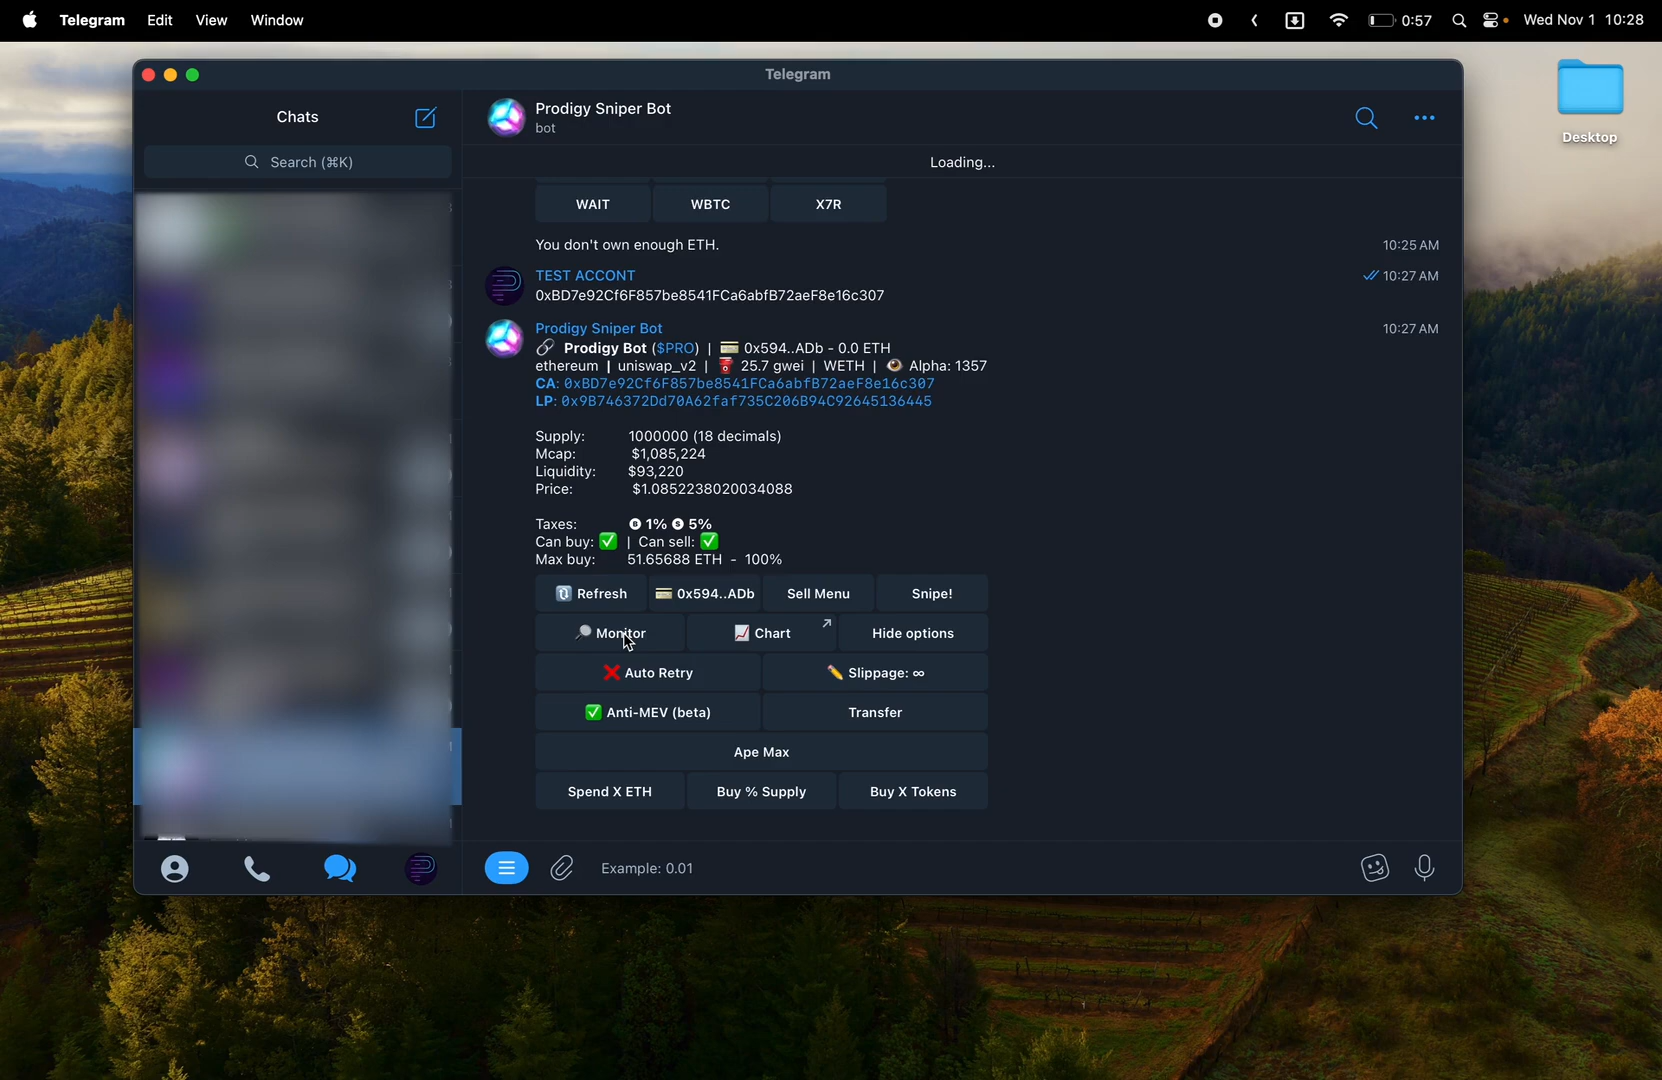 Telegram Edit View Window
0:57 Wed Nov 1 10:28
Telegram
Desktop
Chats
Search (⌘K)
Prodigy Sniper Bot
bot
Loading...
WAIT WBTC X7R
You don't own enough ETH. 10:25 AM
TEST ACCONT 10:27 AM
0xBD7e92Cf6F857be8541FCa6abfB72aeF8e16c307
Prodigy Sniper Bot 10:27 AM
🔗 Prodigy Bot ($PRO) | 💳 0x594..ADb - 0.0 ETH
ethereum | uniswap_v2 | ⛽ 25.7 gwei | WETH | 👁 Alpha: 1357
CA: 0xBD7e92Cf6F857be8541FCa6abfB72aeF8e16c307
LP: 0x9B746372Dd70A62faf735C206B94C92645136445
Supply: 1000000 (18 decimals)
Mcap: $1,085,224
Liquidity: $93,220
Price: $1.0852238020034088
Taxes: 🅑 1% 🅢 5%
Can buy: ✅ | Can sell: ✅
Max buy: 51.65688 ETH - 100%
🔃 Refresh 💳 0x594..ADb Sell Menu Snipe!
🔎 Monitor 📈 Chart Hide options
❌ Auto Retry ✏️ Slippage: ∞
✅ Anti-MEV (beta) Transfer
Ape Max
Spend X ETH Buy % Supply Buy X Tokens
Example: 0.01